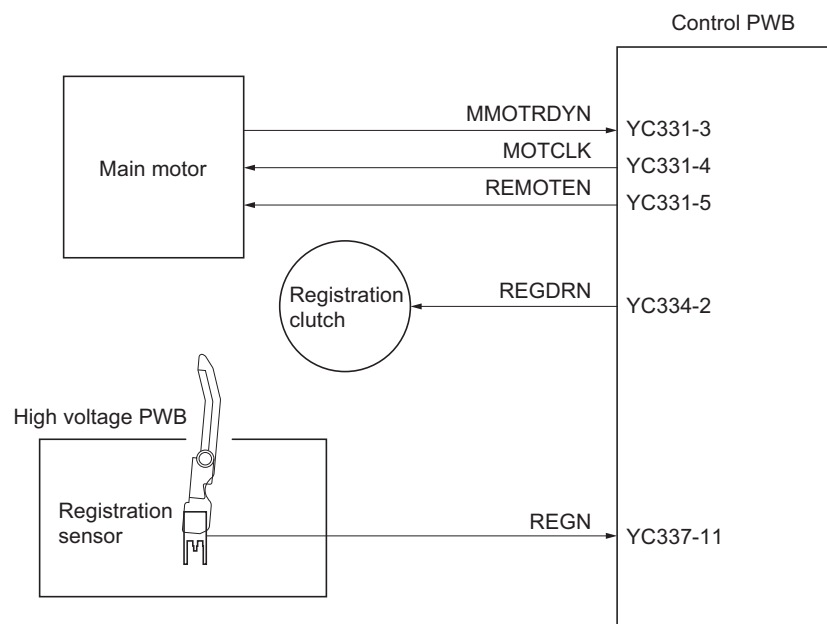 Control PWB
MMOTRDYN
YC331-3
Main motor
MOTCLK
YC331-4
REMOTEN
YC331-5
Registration
clutch
REGDRN
YC334-2
High voltage PWB
Registration
sensor
REGN
YC337-11